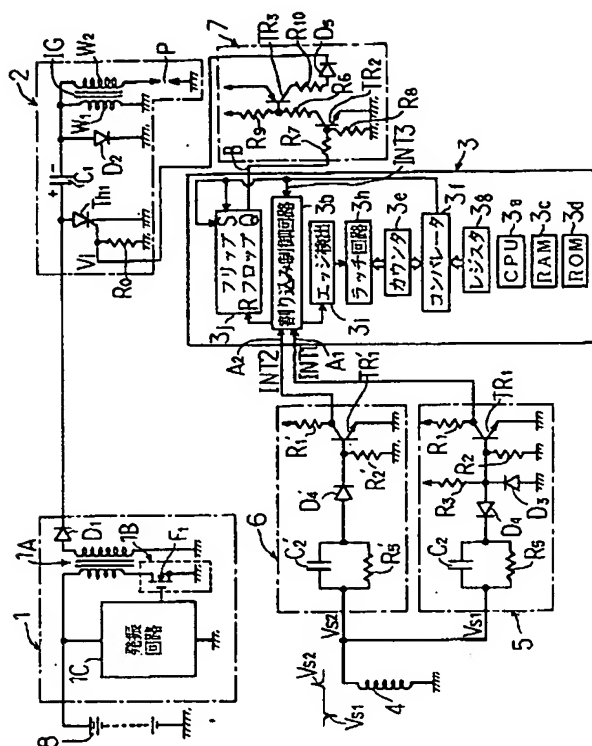 2
IG
W2
P
W1
D2
C1
Th1
VI
R0
7
TR3
R10
D5
R6
TR2
R9
R7
R8
B
INT3
3
S Q
フリップ
R フロップ
3j
割り込み制御回路
3b
エッジ検出
3i
ラッチ回路
3h
カウンタ
3e
コンパレータ
3f
レジスタ
3g
CPU
3a
RAM
3c
ROM
3d
A2
INT2
INT1
A1
1
1A
D1
1B
F1
発振回路
1C
8
6
R1'
TR1'
D4'
R2'
C2'
R5'
VS2
R1
TR1
R2
R3
D3
D4
C2
R5
VS1
5
VS2
VS1
4